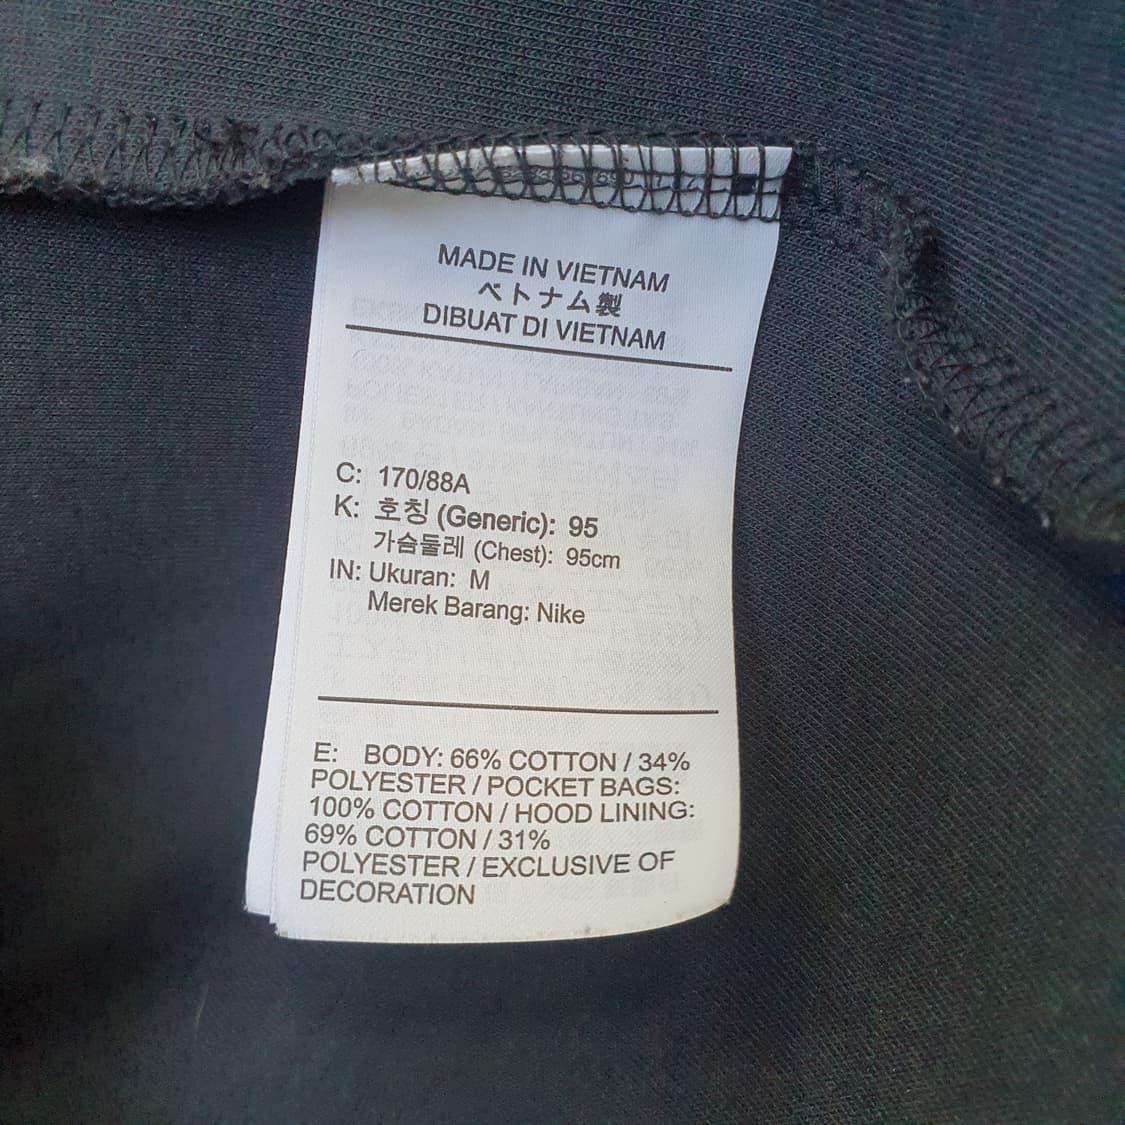 MADE IN VIETNAM
ベトナム製
DIBUAT DI VIETNAM
C: 170/88A
K: 호칭 (Generic): 95
가슴둘레 (Chest): 95cm
IN: Ukuran: M
Merek Barang: Nike
E: BODY: 66% COTTON / 34%
POLYESTER / POCKET BAGS:
100% COTTON / HOOD LINING:
69% COTTON / 31%
POLYESTER / EXCLUSIVE OF
DECORATION